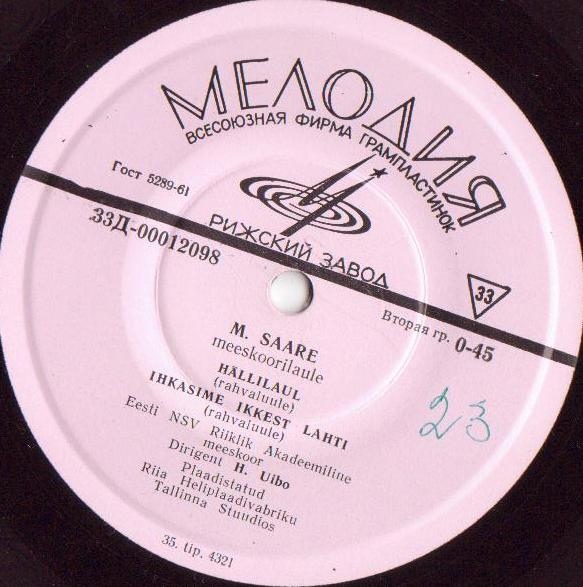 МЕЛОДИЯ
ВСЕСОЮЗНАЯ ФИРМА ГРАМПЛАСТИНОК
Гост 5289-61
РИЖСКИЙ ЗАВОД
33Д-00012098
33
Вторая гр. 0-45
M. SAARE
meeskoorilaule
HÄLLILAUL
(rahvaluule)
IHKASIME IKKEST LAHTI
(rahvaluule)
Eesti NSV Riiklik Akadeemiline
meeskoor
Dirigent H. Uibo
Plaadistatud
Riia Heliplaadivabriku
Tallinna Stuudios
23
35. tip. 4321